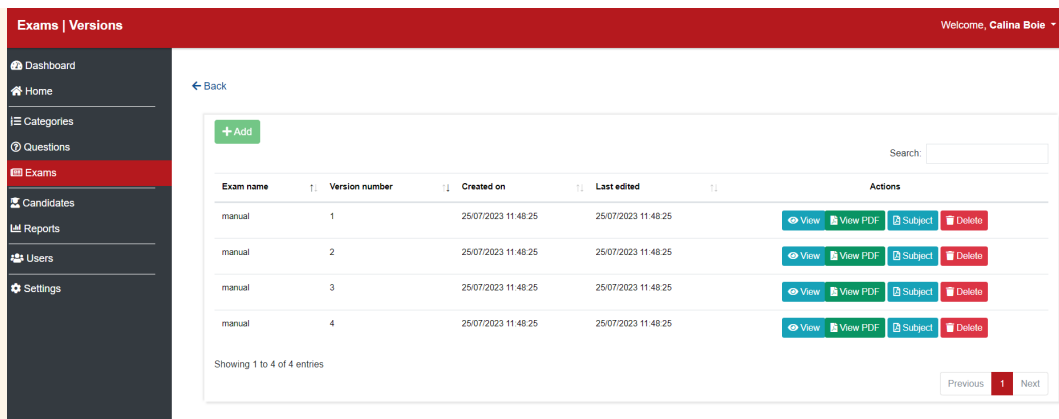 Exams | Versions
Welcome, Calina Boie
Dashboard
Home
Categories
Questions
Exams
Candidates
Reports
Users
Settings
Back
Add
Search:
Exam name Version number Created on Last edited Actions
manual 1 25/07/2023 11:48:25 25/07/2023 11:48:25 View View PDF Subject Delete
manual 2 25/07/2023 11:48:25 25/07/2023 11:48:25 View View PDF Subject Delete
manual 3 25/07/2023 11:48:25 25/07/2023 11:48:25 View View PDF Subject Delete
manual 4 25/07/2023 11:48:25 25/07/2023 11:48:25 View View PDF Subject Delete
Showing 1 to 4 of 4 entries
Previous 1 Next